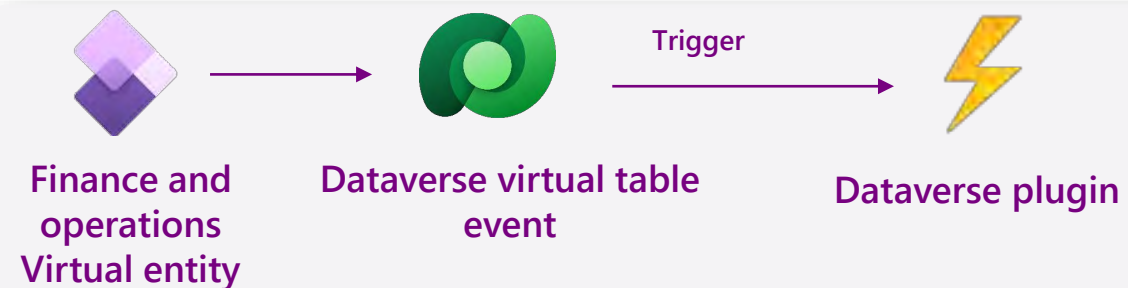 Trigger
Finance and
operations
Virtual entity
Dataverse virtual table
event
Dataverse plugin